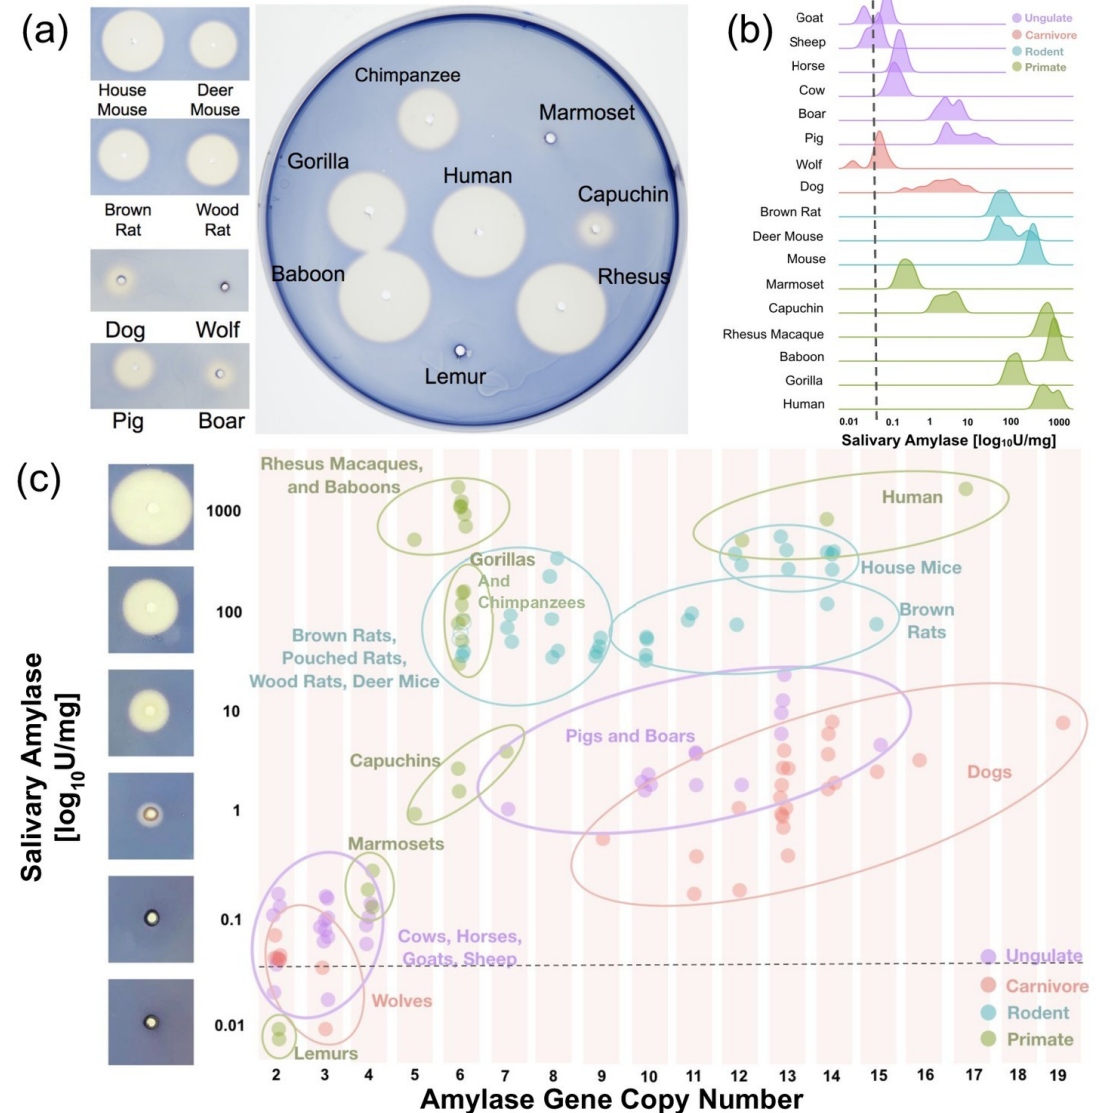 (a)
House
Mouse
Deer
Mouse
Brown
Rat
Wood
Rat
Dog
Wolf
Pig
Boar
Chimpanzee
Marmoset
Gorilla
Human
Capuchin
Baboon
Rhesus
Lemur
(b)
Goat
Sheep
Horse
Cow
Boar
Pig
Wolf
Dog
Brown Rat
Deer Mouse
Mouse
Marmoset
Capuchin
Rhesus Macaque
Baboon
Gorilla
Human
Ungulate
Carnivore
Rodent
Primate
0.01 0.1 1 10 100 1000
Salivary Amylase [log10U/mg]
(c)
Salivary Amylase
[log10U/mg]
1000
100
10
1
0.1
0.01
Rhesus Macaques,
and Baboons
Human
Gorillas
And
Chimpanzees
House Mice
Brown
Rats
Brown Rats,
Pouched Rats,
Wood Rats, Deer Mice
Pigs and Boars
Capuchins
Dogs
Marmosets
Cows, Horses,
Goats, Sheep
Wolves
Lemurs
Ungulate
Carnivore
Rodent
Primate
2 3 4 5 6 7 8 9 10 11 12 13 14 15 16 17 18 19
Amylase Gene Copy Number